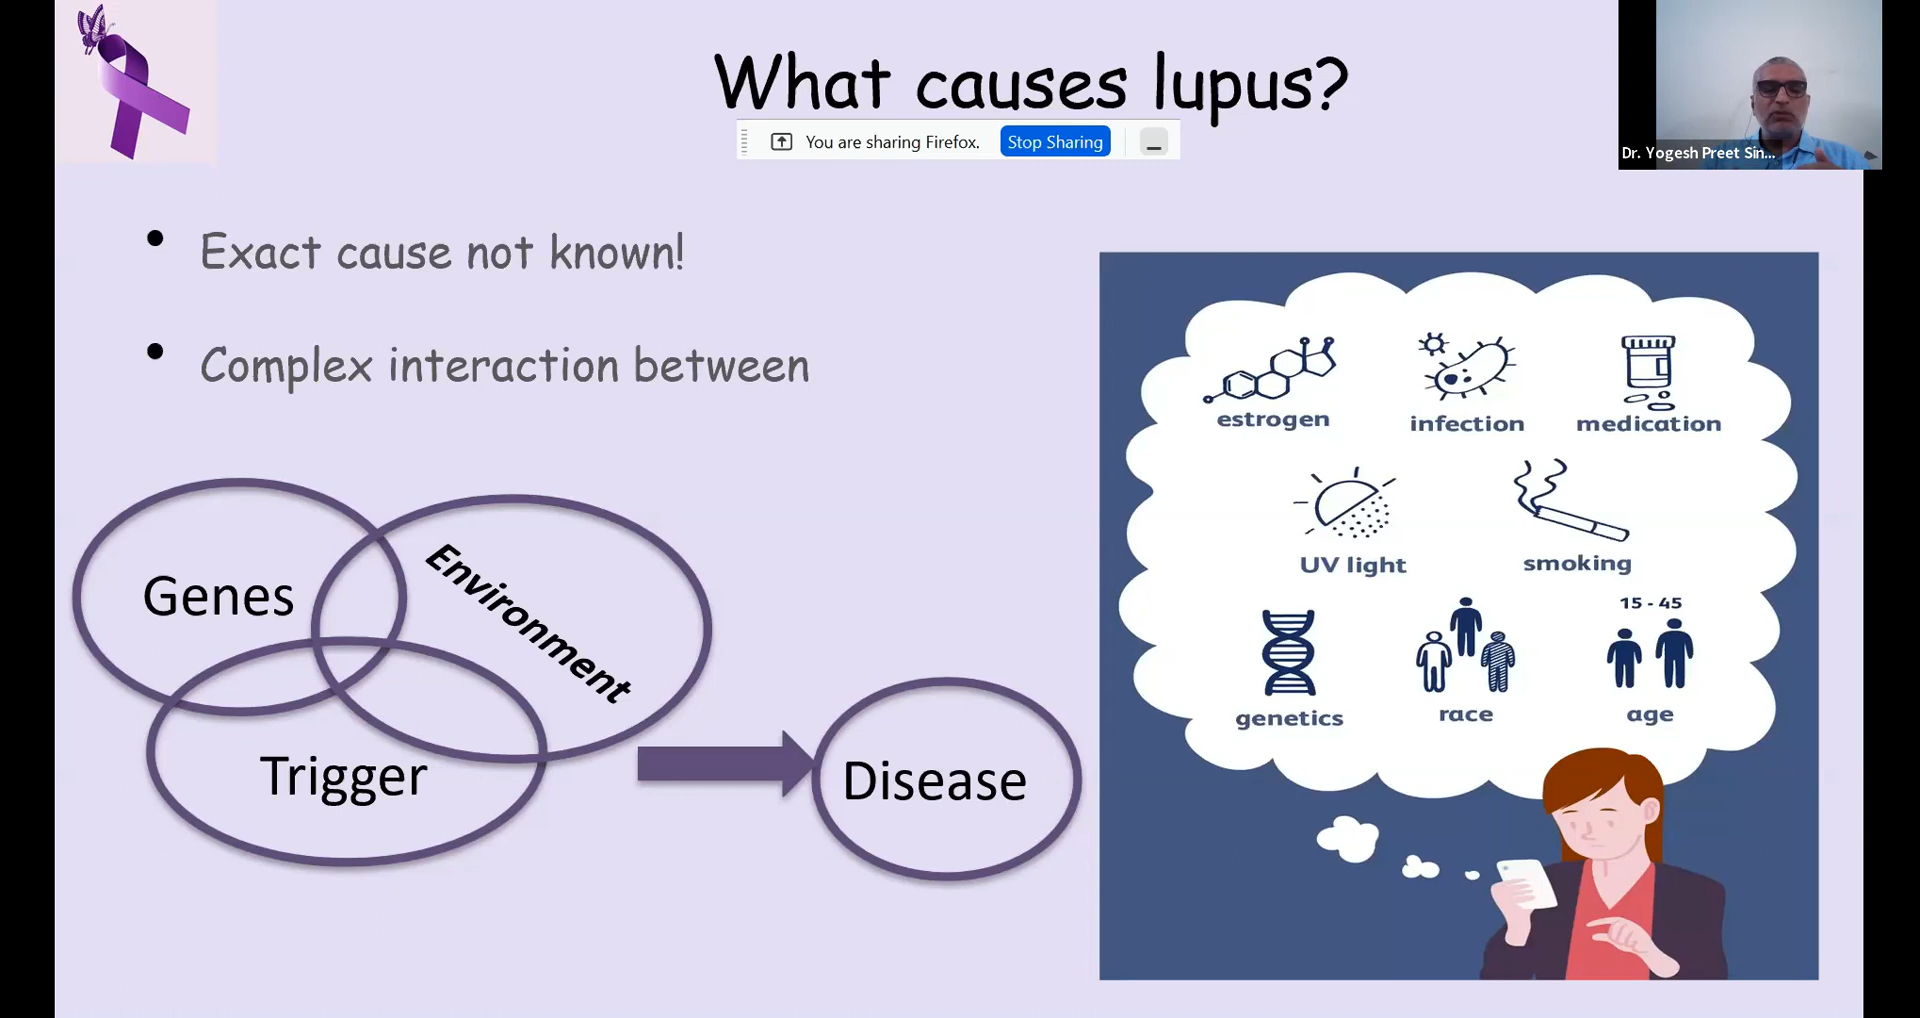 What causes lupus?
You are sharing Firefox. Stop Sharing
Dr. Yogesh Preet Sin...
• Exact cause not known!
• Complex interaction between
Genes
Environment
Trigger
Disease
estrogen infection medication
UV light smoking
15 - 45
genetics race age